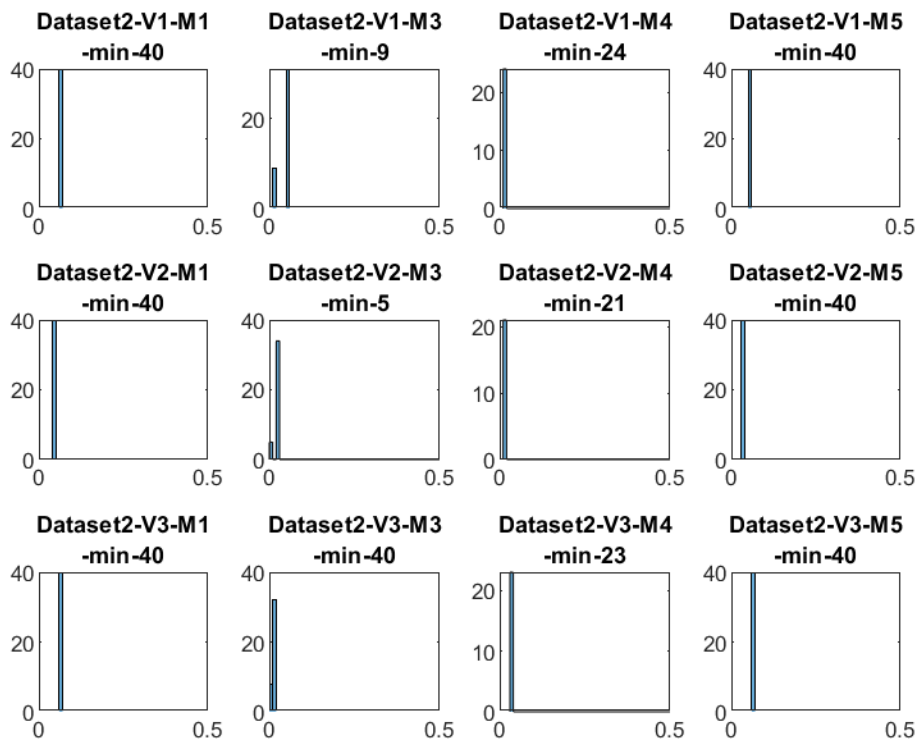 Dataset2-V1-M1
-min-40
40
20
0
0
0.5
Dataset2-V1-M3
-min-9
20
0
0
0.5
Dataset2-V1-M4
-min-24
20
10
0
0
0.5
Dataset2-V1-M5
-min-40
40
20
0
0
0.5
Dataset2-V2-M1
-min-40
40
20
0
0
0.5
Dataset2-V2-M3
-min-5
40
20
0
0
0.5
Dataset2-V2-M4
-min-21
20
10
0
0
0.5
Dataset2-V2-M5
-min-40
40
20
0
0
0.5
Dataset2-V3-M1
-min-40
40
20
0
0
0.5
Dataset2-V3-M3
-min-40
40
20
0
0
0.5
Dataset2-V3-M4
-min-23
20
10
0
0
0.5
Dataset2-V3-M5
-min-40
40
20
0
0
0.5